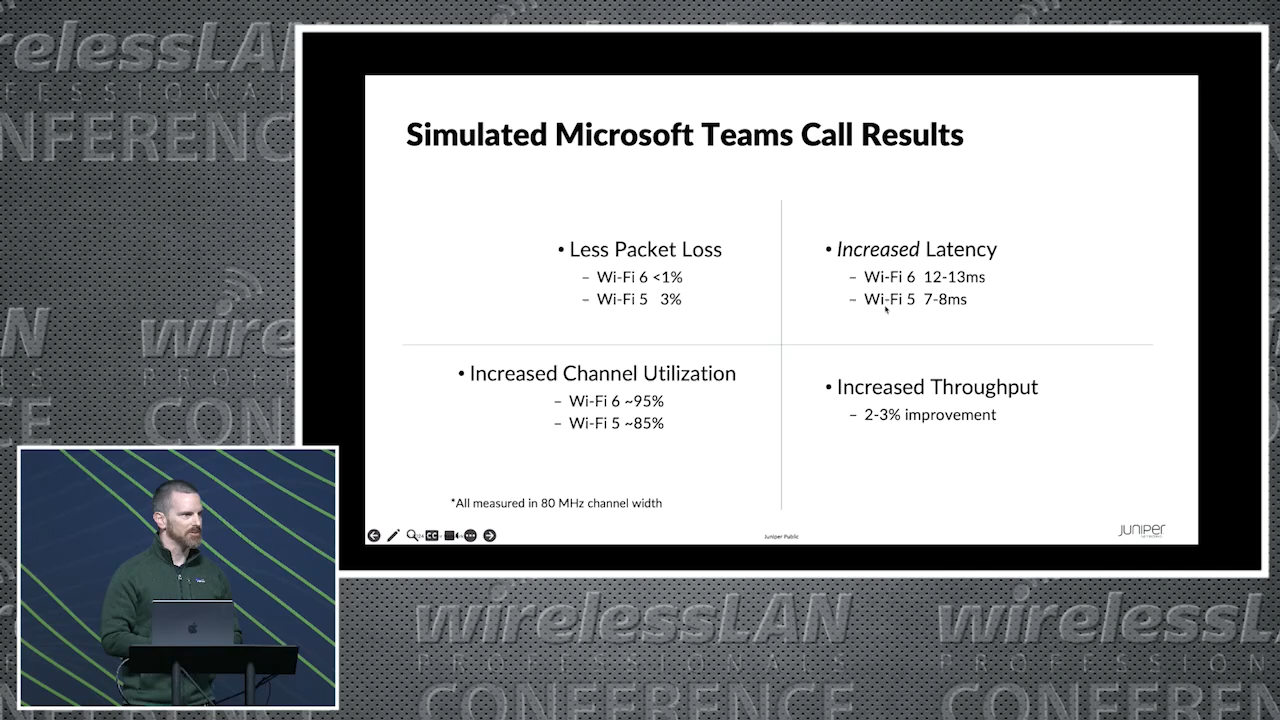 Simulated Microsoft Teams Call Results
• Less Packet Loss
– Wi-Fi 6 <1%
– Wi-Fi 5 3%
• Increased Latency
– Wi-Fi 6 12-13ms
– Wi-Fi 5 7-8ms
• Increased Channel Utilization
– Wi-Fi 6 ~95%
– Wi-Fi 5 ~85%
• Increased Throughput
– 2-3% improvement
*All measured in 80 MHz channel width
CC
Juniper Public
JUNIPER
NETWORKS
wirelessLAN
PROFESSIONALS
CONFERENCE